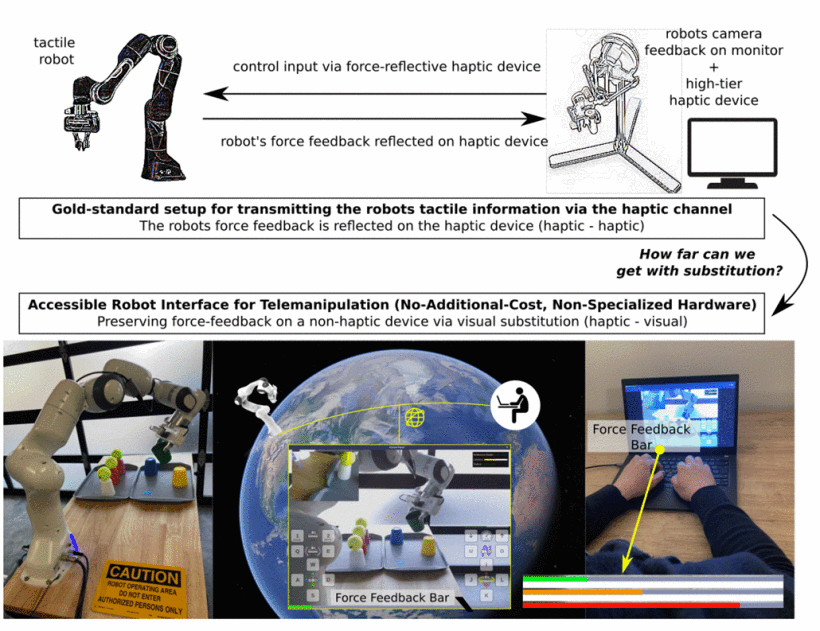 tactile
robot
control input via force-reflective haptic device
robot's force feedback reflected on haptic device
robots camera
feedback on monitor
+
high-tier
haptic device
Gold-standard setup for transmitting the robots tactile information via the haptic channel
The robots force feedback is reflected on the haptic device (haptic - haptic)
How far can we
get with substitution?
Accessible Robot Interface for Telemanipulation (No-Additional-Cost, Non-Specialized Hardware)
Preserving force-feedback on a non-haptic device via visual substitution (haptic - visual)
CAUTION
ROBOT OPERATING AREA
DO NOT ENTER
AUTHORIZED PERSONS ONLY
Force Feedback Bar
Force Feedback
Bar